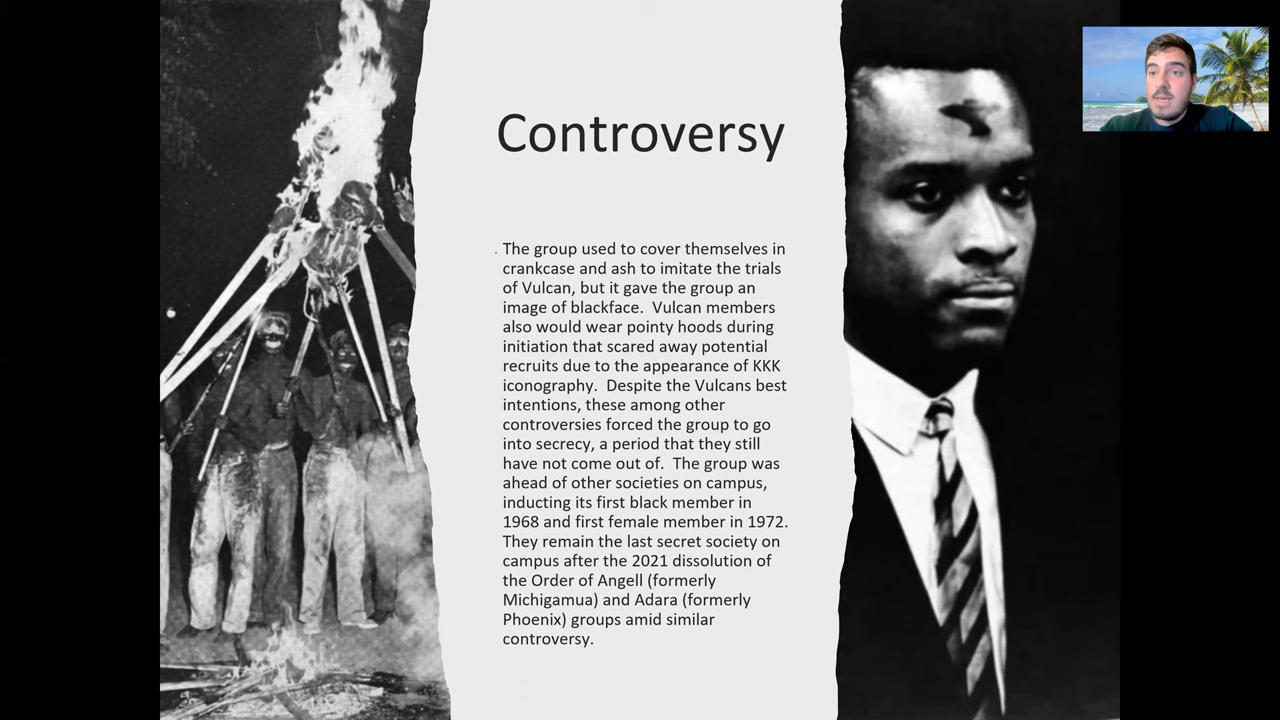 Controversy
. The group used to cover themselves in
crankcase and ash to imitate the trials
of Vulcan, but it gave the group an
image of blackface.  Vulcan members
also would wear pointy hoods during
initiation that scared away potential
recruits due to the appearance of KKK
iconography.  Despite the Vulcans best
intentions, these among other
controversies forced the group to go
into secrecy, a period that they still
have not come out of.  The group was
ahead of other societies on campus,
inducting its first black member in
1968 and first female member in 1972.
They remain the last secret society on
campus after the 2021 dissolution of
the Order of Angell (formerly
Michigamua) and Adara (formerly
Phoenix) groups amid similar
controversy.